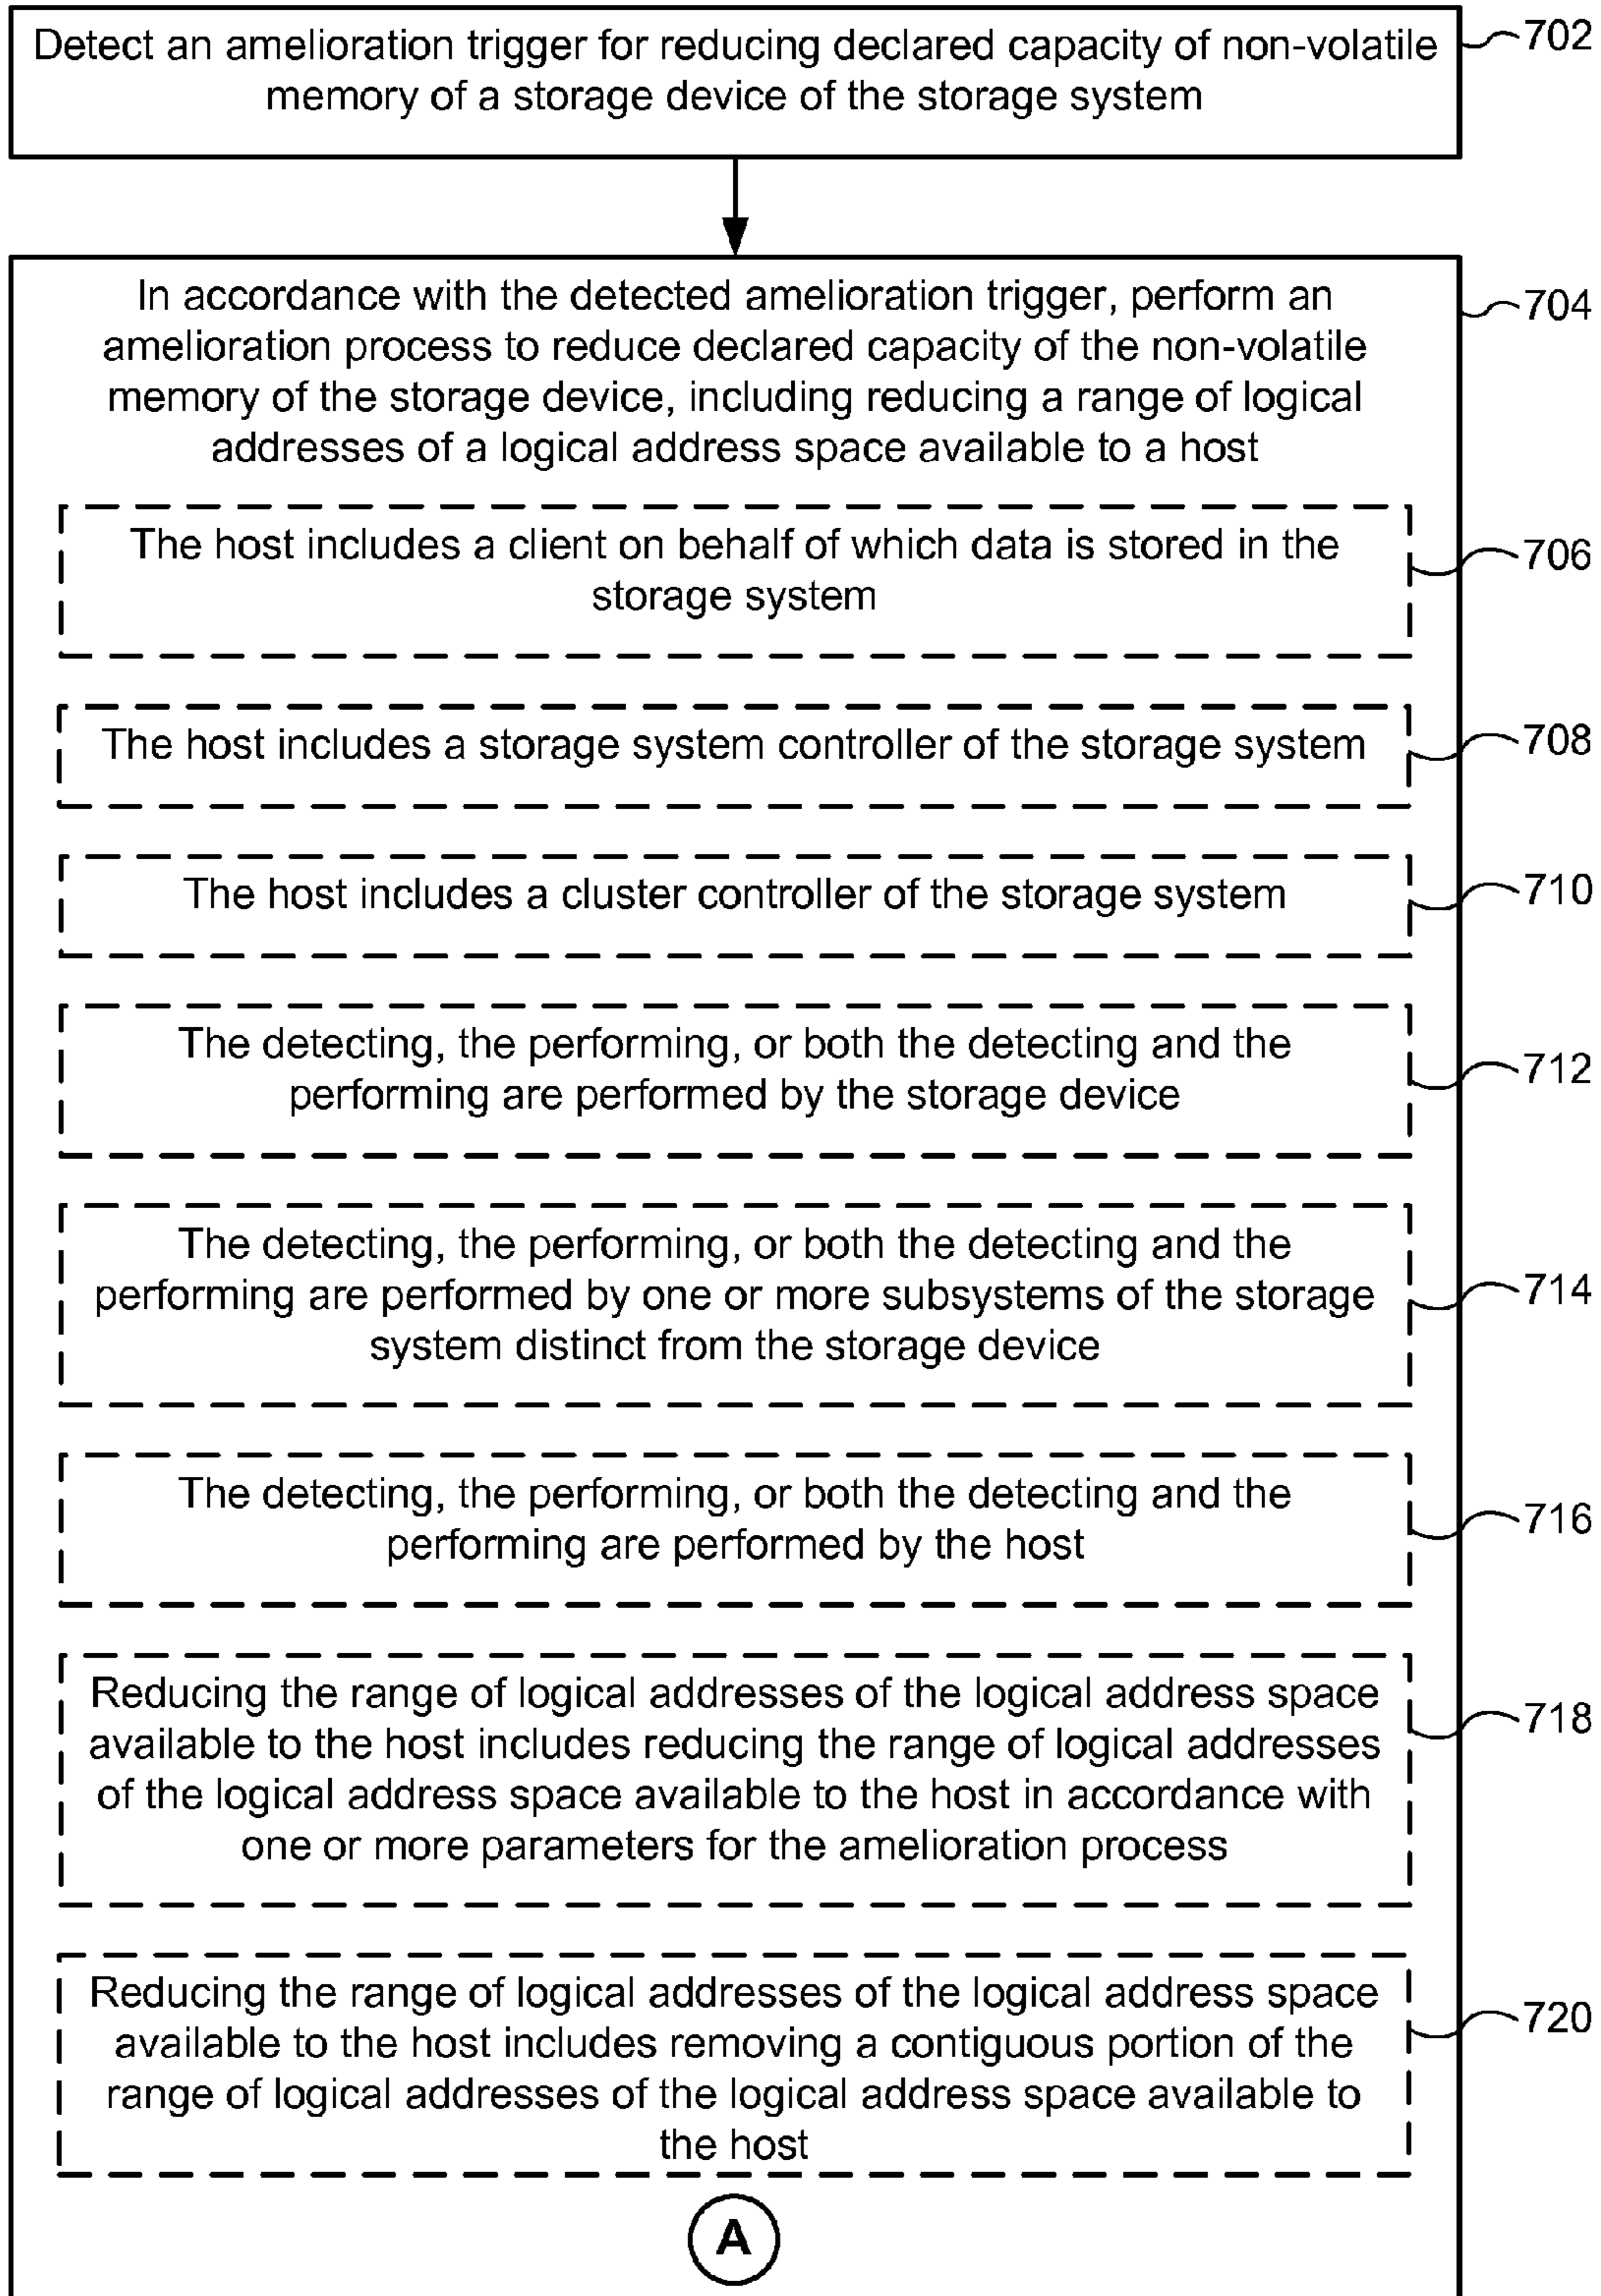 Detect an amelioration trigger for reducing declared capacity of non-volatile
memory of a storage device of the storage system
702
In accordance with the detected amelioration trigger, perform an
amelioration process to reduce declared capacity of the non-volatile
memory of the storage device, including reducing a range of logical
addresses of a logical address space available to a host
704
The host includes a client on behalf of which data is stored in the
storage system
706
The host includes a storage system controller of the storage system
708
The host includes a cluster controller of the storage system
710
The detecting, the performing, or both the detecting and the
performing are performed by the storage device
712
The detecting, the performing, or both the detecting and the
performing are performed by one or more subsystems of the storage
system distinct from the storage device
714
The detecting, the performing, or both the detecting and the
performing are performed by the host
716
Reducing the range of logical addresses of the logical address space
available to the host includes reducing the range of logical addresses
of the logical address space available to the host in accordance with
one or more parameters for the amelioration process
718
Reducing the range of logical addresses of the logical address space
available to the host includes removing a contiguous portion of the
range of logical addresses of the logical address space available to
the host
720
A